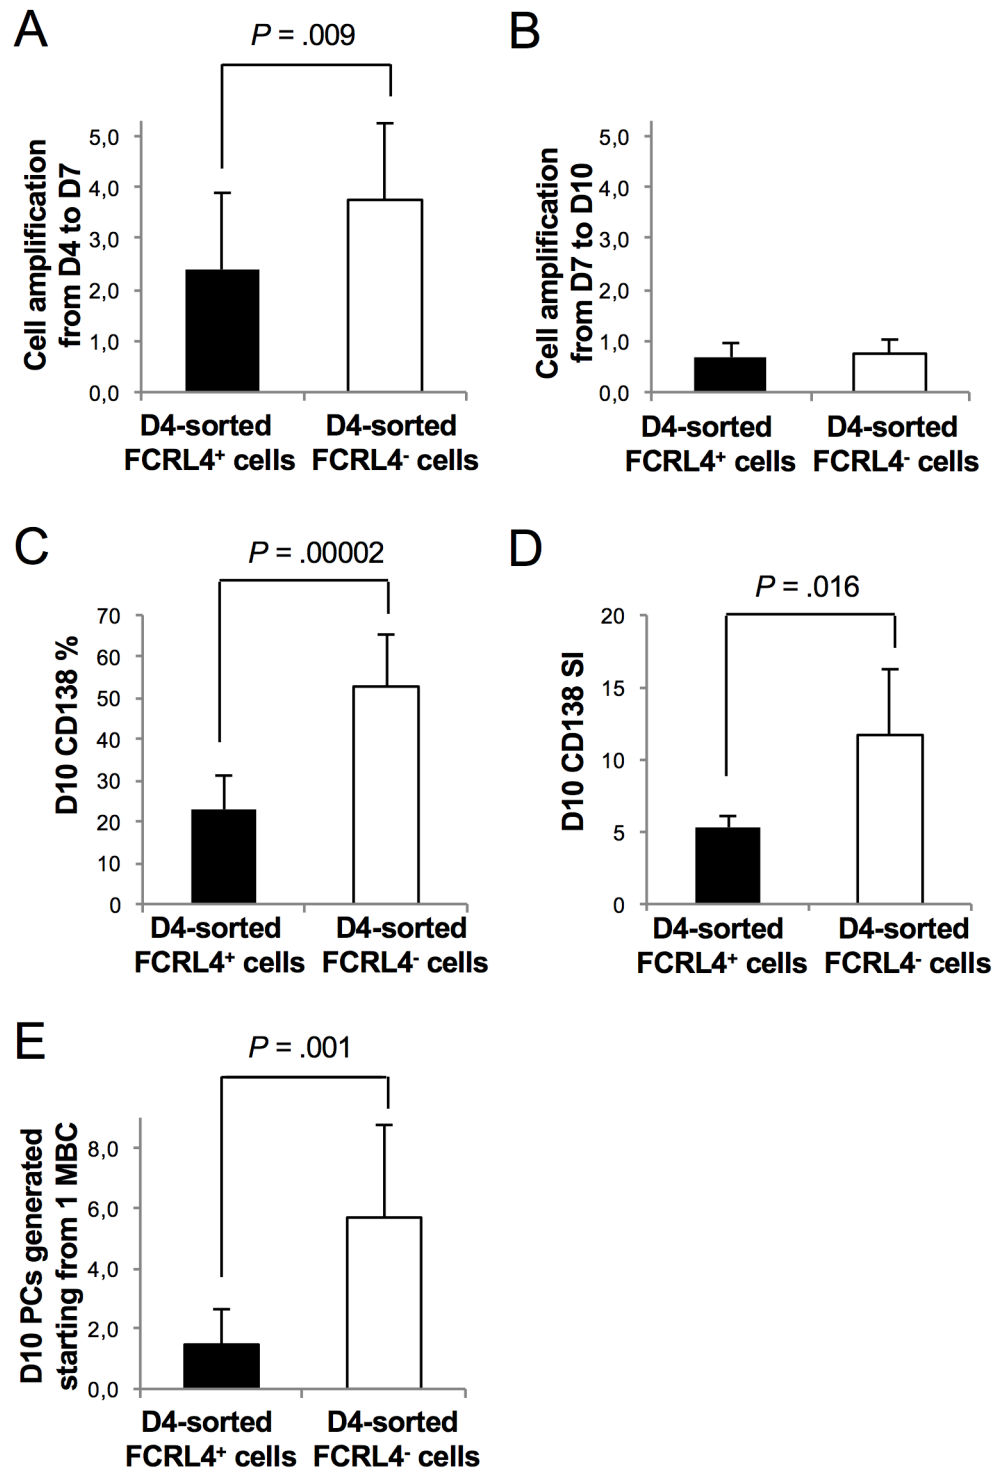 A
P = .009
Cell amplification
from D4 to D7
5,0
4,0
3,0
2,0
1,0
0,0
D4-sorted
FCRL4⁺ cells
D4-sorted
FCRL4⁻ cells
B
Cell amplification
from D7 to D10
5,0
4,0
3,0
2,0
1,0
0,0
D4-sorted
FCRL4⁺ cells
D4-sorted
FCRL4⁻ cells
C
P = .00002
D10 CD138 %
70
60
50
40
30
20
10
0
D4-sorted
FCRL4⁺ cells
D4-sorted
FCRL4⁻ cells
D
P = .016
D10 CD138 SI
20
15
10
5
0
D4-sorted
FCRL4⁺ cells
D4-sorted
FCRL4⁻ cells
E
P = .001
D10 PCs generated
starting from 1 MBC
8,0
6,0
4,0
2,0
0,0
D4-sorted
FCRL4⁺ cells
D4-sorted
FCRL4⁻ cells